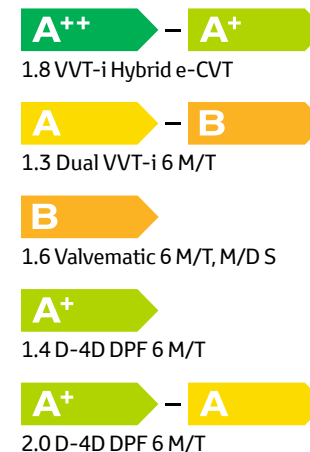 A++ – A+
1.8 VVT-i Hybrid e-CVT
A – B
1.3 Dual VVT-i 6 M/T
B
1.6 Valvematic 6 M/T, M/D S
A+
1.4 D-4D DPF 6 M/T
A+ – A
2.0 D-4D DPF 6 M/T